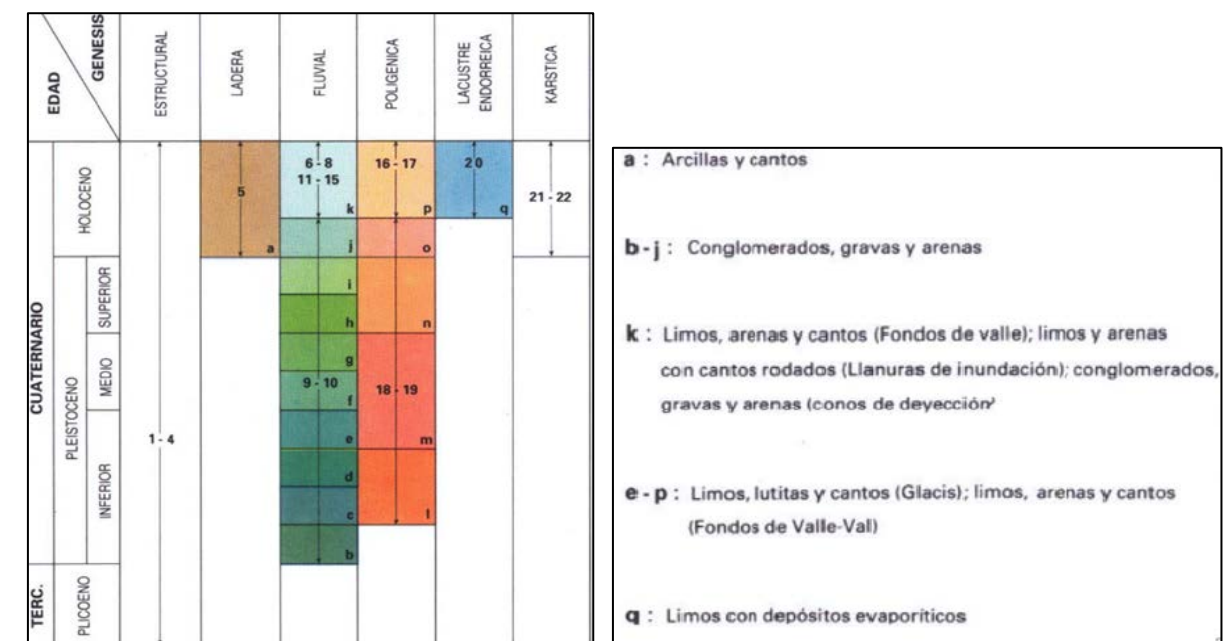 EDAD
GENESIS
ESTRUCTURAL
LADERA
FLUVIAL
POLIGENICA
LACUSTRE
ENDORREICA
KARSTICA
CUATERNARIO
HOLOCENO
PLEISTOCENO
SUPERIOR
MEDIO
INFERIOR
TERC.
PLIOCENO
1 - 4
5
a
6 - 8
11 - 15
k
j
i
h
g
9 - 10
f
e
d
c
b
16 - 17
p
o
n
18 - 19
m
l
20
q
21 - 22
a : Arcillas y cantos
b - j : Conglomerados, gravas y arenas
k : Limos, arenas y cantos (Fondos de valle); limos y arenas
con cantos rodados (Llanuras de inundación); conglomerados,
gravas y arenas (conos de deyección)
e - p : Limos, lutitas y cantos (Glacis); limos, arenas y cantos
(Fondos de Valle-Val)
q : Limos con depósitos evaporíticos